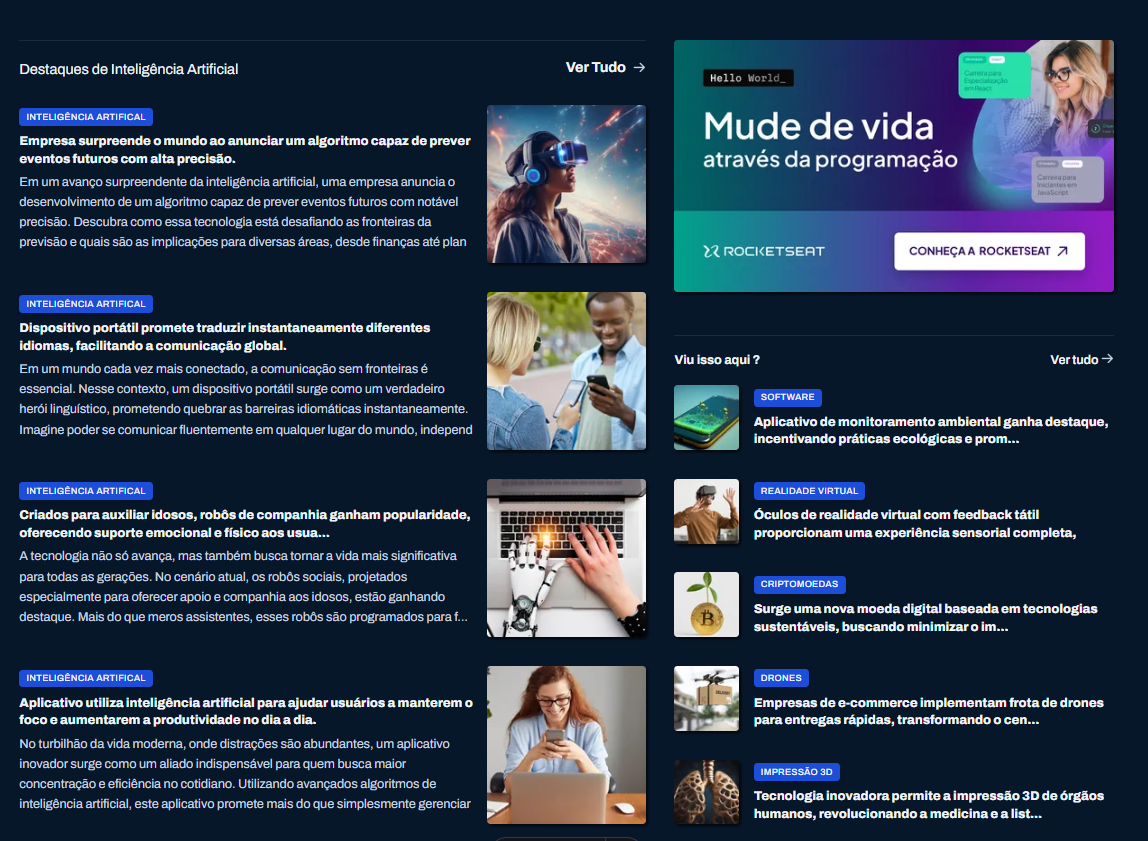 Destaques de Inteligência Artificial
Ver Tudo →
INTELIGÊNCIA ARTIFICAL
Empresa surpreende o mundo ao anunciar um algoritmo capaz de prever
eventos futuros com alta precisão.
Em um avanço surpreendente da inteligência artificial, uma empresa anuncia o
desenvolvimento de um algoritmo capaz de prever eventos futuros com notável
precisão. Descubra como essa tecnologia está desafiando as fronteiras da
previsão e quais são as implicações para diversas áreas, desde finanças até plan
INTELIGÊNCIA ARTIFICAL
Dispositivo portátil promete traduzir instantaneamente diferentes
idiomas, facilitando a comunicação global.
Em um mundo cada vez mais conectado, a comunicação sem fronteiras é
essencial. Nesse contexto, um dispositivo portátil surge como um verdadeiro
herói linguístico, prometendo quebrar as barreiras idiomáticas instantaneamente.
Imagine poder se comunicar fluentemente em qualquer lugar do mundo, independ
INTELIGÊNCIA ARTIFICAL
Criados para auxiliar idosos, robôs de companhia ganham popularidade,
oferecendo suporte emocional e físico aos usua...
A tecnologia não só avança, mas também busca tornar a vida mais significativa
para todas as gerações. No cenário atual, os robôs sociais, projetados
especialmente para oferecer apoio e companhia aos idosos, estão ganhando
destaque. Mais do que meros assistentes, esses robôs são programados para f...
INTELIGÊNCIA ARTIFICAL
Aplicativo utiliza inteligência artificial para ajudar usuários a manterem o
foco e aumentarem a produtividade no dia a dia.
No turbilhão da vida moderna, onde distrações são abundantes, um aplicativo
inovador surge como um aliado indispensável para quem busca maior
concentração e eficiência no cotidiano. Utilizando avançados algoritmos de
inteligência artificial, este aplicativo promete mais do que simplesmente gerenciar
Hello World_
Mude de vida
através da programação
Carreira para
Especialização
em React
Carreira para
Iniciantes em
JavaScript
ROCKETSEAT
CONHEÇA A ROCKETSEAT
Viu isso aqui ?
Ver tudo →
SOFTWARE
Aplicativo de monitoramento ambiental ganha destaque,
incentivando práticas ecológicas e prom...
REALIDADE VIRTUAL
Óculos de realidade virtual com feedback tátil
proporcionam uma experiência sensorial completa,
CRIPTOMOEDAS
Surge uma nova moeda digital baseada em tecnologias
sustentáveis, buscando minimizar o im...
DRONES
Empresas de e-commerce implementam frota de drones
para entregas rápidas, transformando o cen...
IMPRESSÃO 3D
Tecnologia inovadora permite a impressão 3D de órgãos
humanos, revolucionando a medicina e a list...